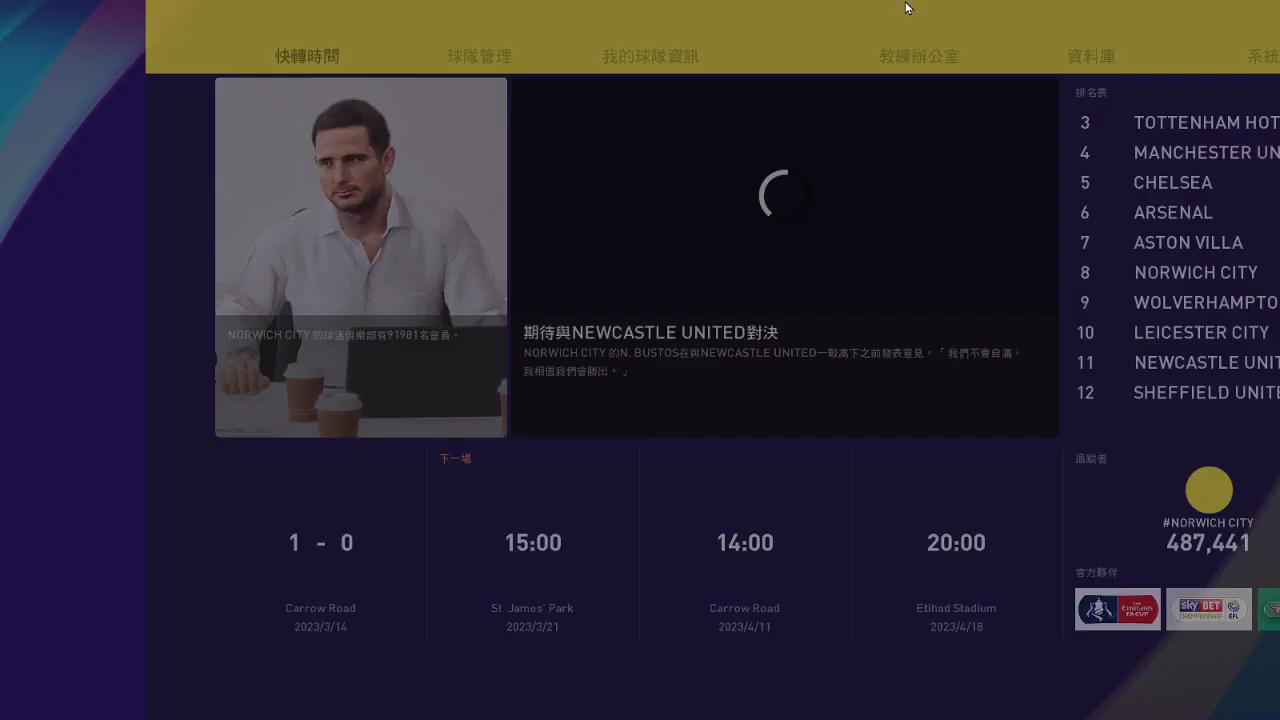 快轉時間
球隊管理
我的球隊資訊
教練辦公室
資料庫
系統
NORWICH CITY 的球迷俱樂部有91981名會員。
期待與NEWCASTLE UNITED對決
NORWICH CITY 的N. BUSTOS在與NEWCASTLE UNITED一較高下之前發表意見。「 我們不會自滿。
我相信我們會勝出。 」
排名表
3 TOTTENHAM HOT
4 MANCHESTER UN
5 CHELSEA
6 ARSENAL
7 ASTON VILLA
8 NORWICH CITY
9 WOLVERHAMPTO
10 LEICESTER CITY
11 NEWCASTLE UNIT
12 SHEFFIELD UNITE
1 - 0
Carrow Road
2023/3/14
下一場
15:00
St. James' Park
2023/3/21
14:00
Carrow Road
2023/4/11
20:00
Etihad Stadium
2023/4/18
追蹤者
#NORWICH CITY
487,441
官方夥伴
THE Emirates FA CUP
sky BET
CHAMPIONSHIP
EFL